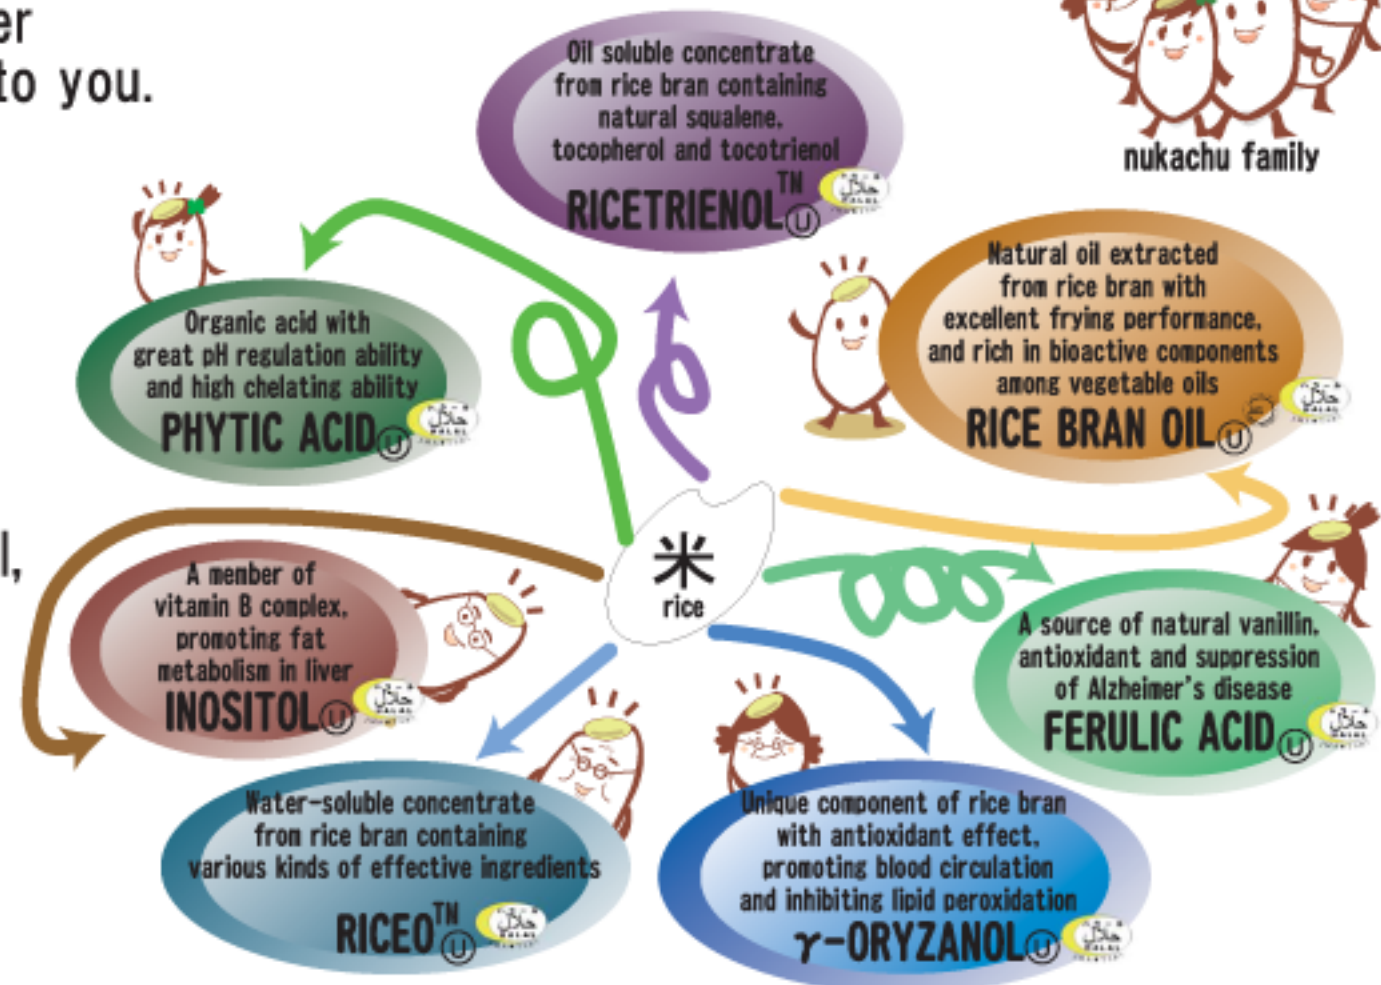 er
to you.
nukachu family
Oil soluble concentrate
from rice bran containing
natural squalene,
tocopherol and tocotrienol
RICETRIENOL TN Ⓤ
Organic acid with
great pH regulation ability
and high chelating ability
PHYTIC ACID Ⓤ
Natural oil extracted
from rice bran with
excellent frying performance,
and rich in bioactive components
among vegetable oils
RICE BRAN OIL Ⓤ
l,
米
rice
A member of
vitamin B complex,
promoting fat
metabolism in liver
INOSITOL Ⓤ
A source of natural vanillin,
antioxidant and suppression
of Alzheimer's disease
FERULIC ACID Ⓤ
Water-soluble concentrate
from rice bran containing
various kinds of effective ingredients
RICEO TN Ⓤ
Unique component of rice bran
with antioxidant effect,
promoting blood circulation
and inhibiting lipid peroxidation
γ-ORYZANOL Ⓤ